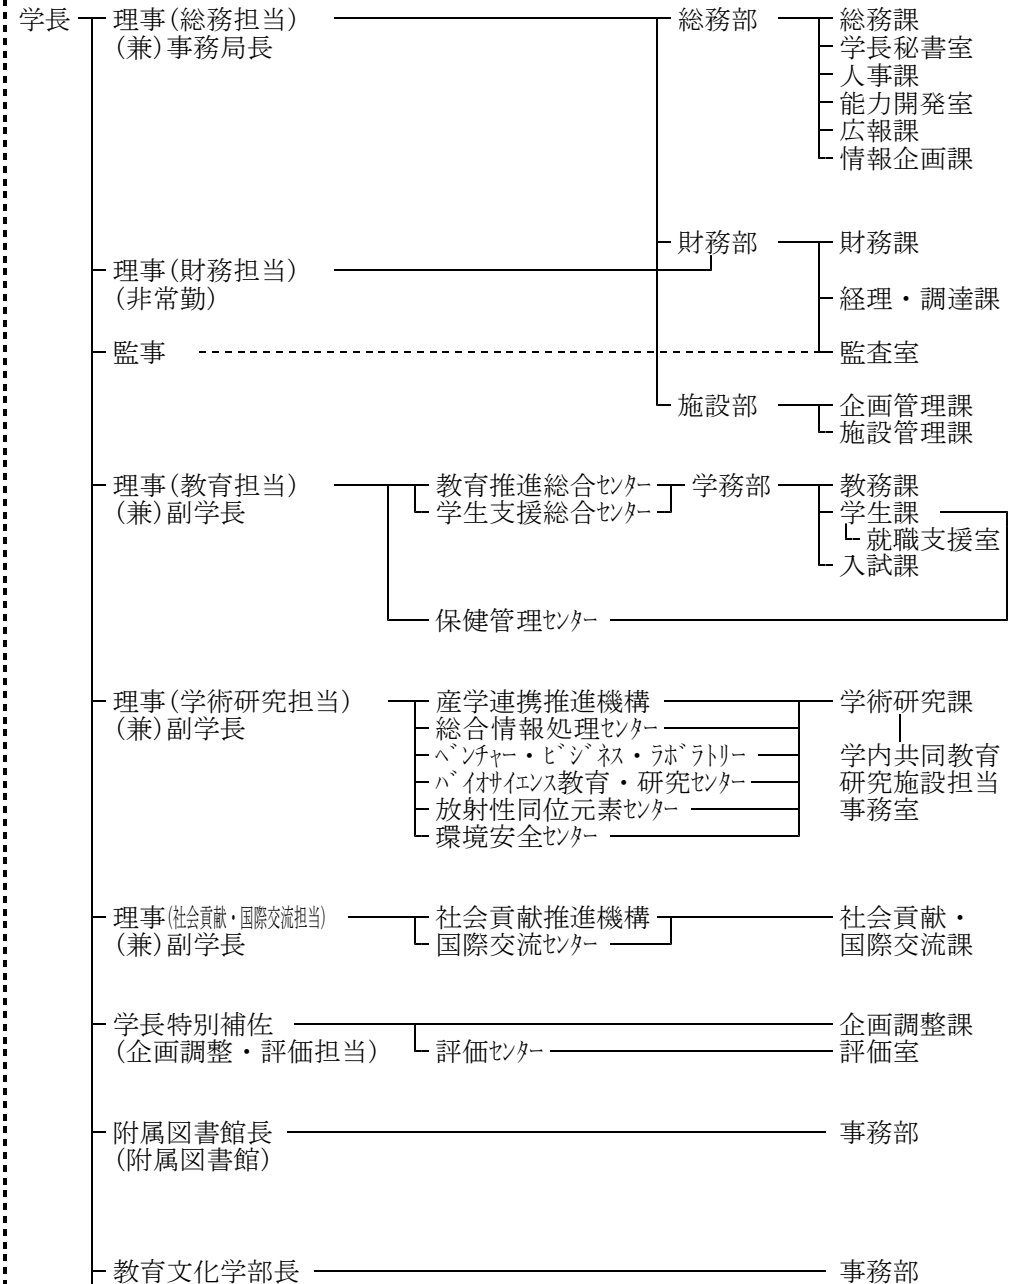 学長 理事(総務担当) 総務部 総務課
(兼)事務局長 学長秘書室
人事課
能力開発室
広報課
情報企画課
財務部 財務課
理事(財務担当)
(非常勤) 経理・調達課
監事 監査室
施設部 企画管理課
施設管理課
理事(教育担当) 教育推進総合ｾﾝﾀｰ 学務部 教務課
(兼)副学長 学生支援総合ｾﾝﾀｰ 学生課
就職支援室
入試課
保健管理ｾﾝﾀｰ
理事(学術研究担当) 産学連携推進機構 学術研究課
(兼)副学長 総合情報処理ｾﾝﾀｰ
ﾍﾞﾝﾁｬｰ・ﾋﾞｼﾞﾈｽ・ﾗﾎﾞﾗﾄﾘｰ 学内共同教育
ﾊﾞｲｵｻｲｴﾝｽ教育・研究ｾﾝﾀｰ 研究施設担当
放射性同位元素ｾﾝﾀｰ 事務室
環境安全ｾﾝﾀｰ
理事(社会貢献・国際交流担当) 社会貢献推進機構 社会貢献・
(兼)副学長 国際交流ｾﾝﾀｰ 国際交流課
学長特別補佐 企画調整課
(企画調整・評価担当) 評価ｾﾝﾀｰ 評価室
附属図書館長 事務部
(附属図書館)
教育文化学部長 事務部